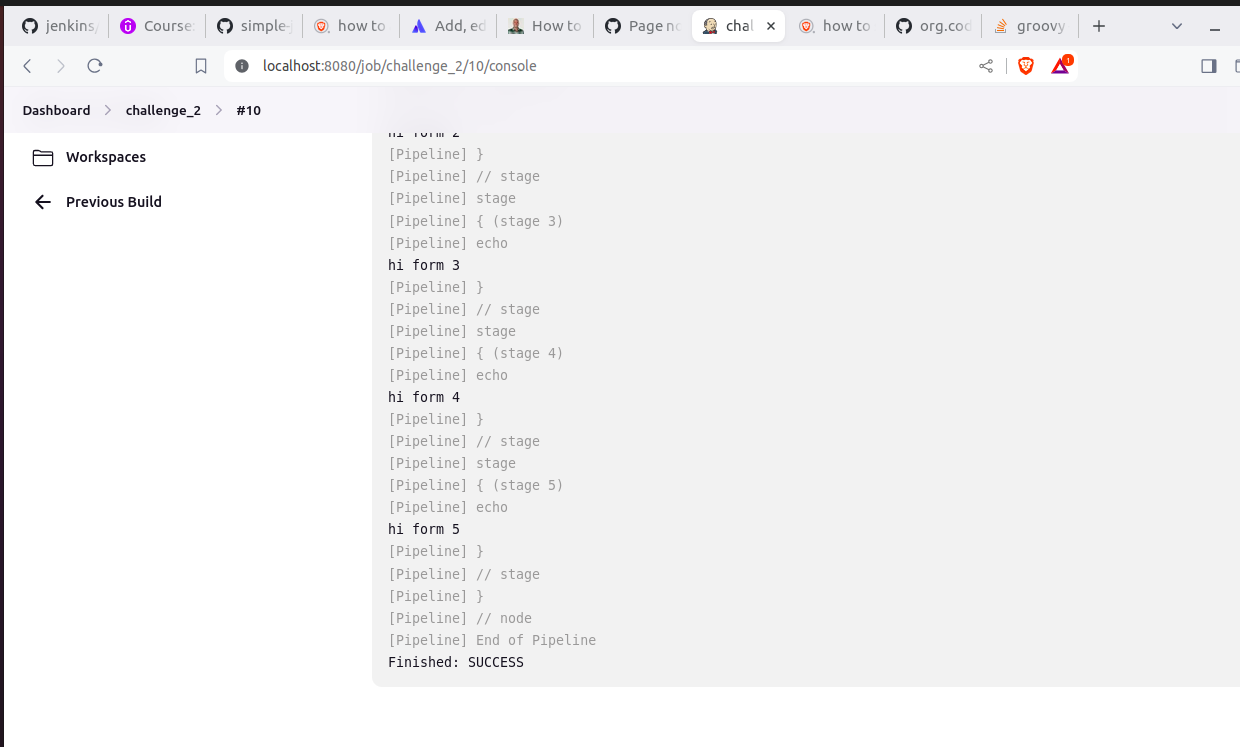 jenkins/ Course: simple-j how to Add, ed How to Page no chal how to org.cod groovy
localhost:8080/job/challenge_2/10/console
1
Dashboard challenge_2 #10
Workspaces
Previous Build
hi form 2
[Pipeline] }
[Pipeline] // stage
[Pipeline] stage
[Pipeline] { (stage 3)
[Pipeline] echo
hi form 3
[Pipeline] }
[Pipeline] // stage
[Pipeline] stage
[Pipeline] { (stage 4)
[Pipeline] echo
hi form 4
[Pipeline] }
[Pipeline] // stage
[Pipeline] stage
[Pipeline] { (stage 5)
[Pipeline] echo
hi form 5
[Pipeline] }
[Pipeline] // stage
[Pipeline] }
[Pipeline] // node
[Pipeline] End of Pipeline
Finished: SUCCESS